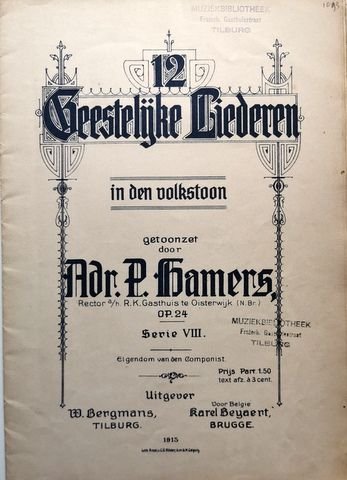 MUZIEKBIBLIOTHEEK
Frederik Gasthuisstraat
TILBURG
12
Geestelijke Liederen
in den volkstoon
getoonzet
door
Adr. P. Hamers,
Rector a/h. R.K. Gasthuis te Oisterwijk (N. Br.)
OP. 24
Serie VIII.
MUZIEKBIBLIOTHEEK
TILBURG
Eigendom van den Componist.
Prijs Part. 1.50
text afz. à 3 cent.
Uitgever
W. Bergmans,
TILBURG.
Voor Belgie
Karel Beyaert,
BRUGGE.
1915